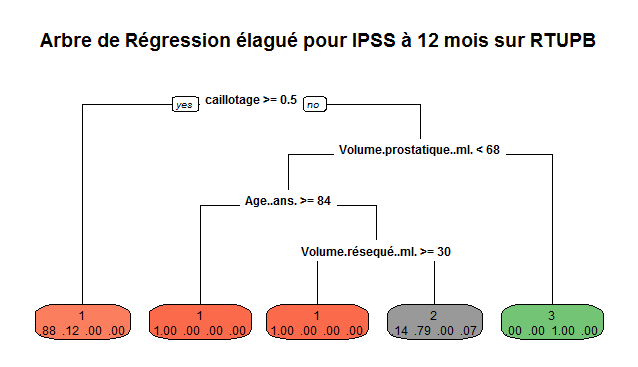 Arbre de Régression élagué pour IPSS à 12 mois sur RTUPB
yes caillotage >= 0.5 no
Volume.prostatique..ml. < 68
Age..ans. >= 84
Volume.résequé..ml. >= 30
1 1 1 2 3
88 .12 .00 .00 1.00 .00 .00 .00 1.00 .00 .00 .00 14 .79 .00 .07 .00 .00 1.00 .00